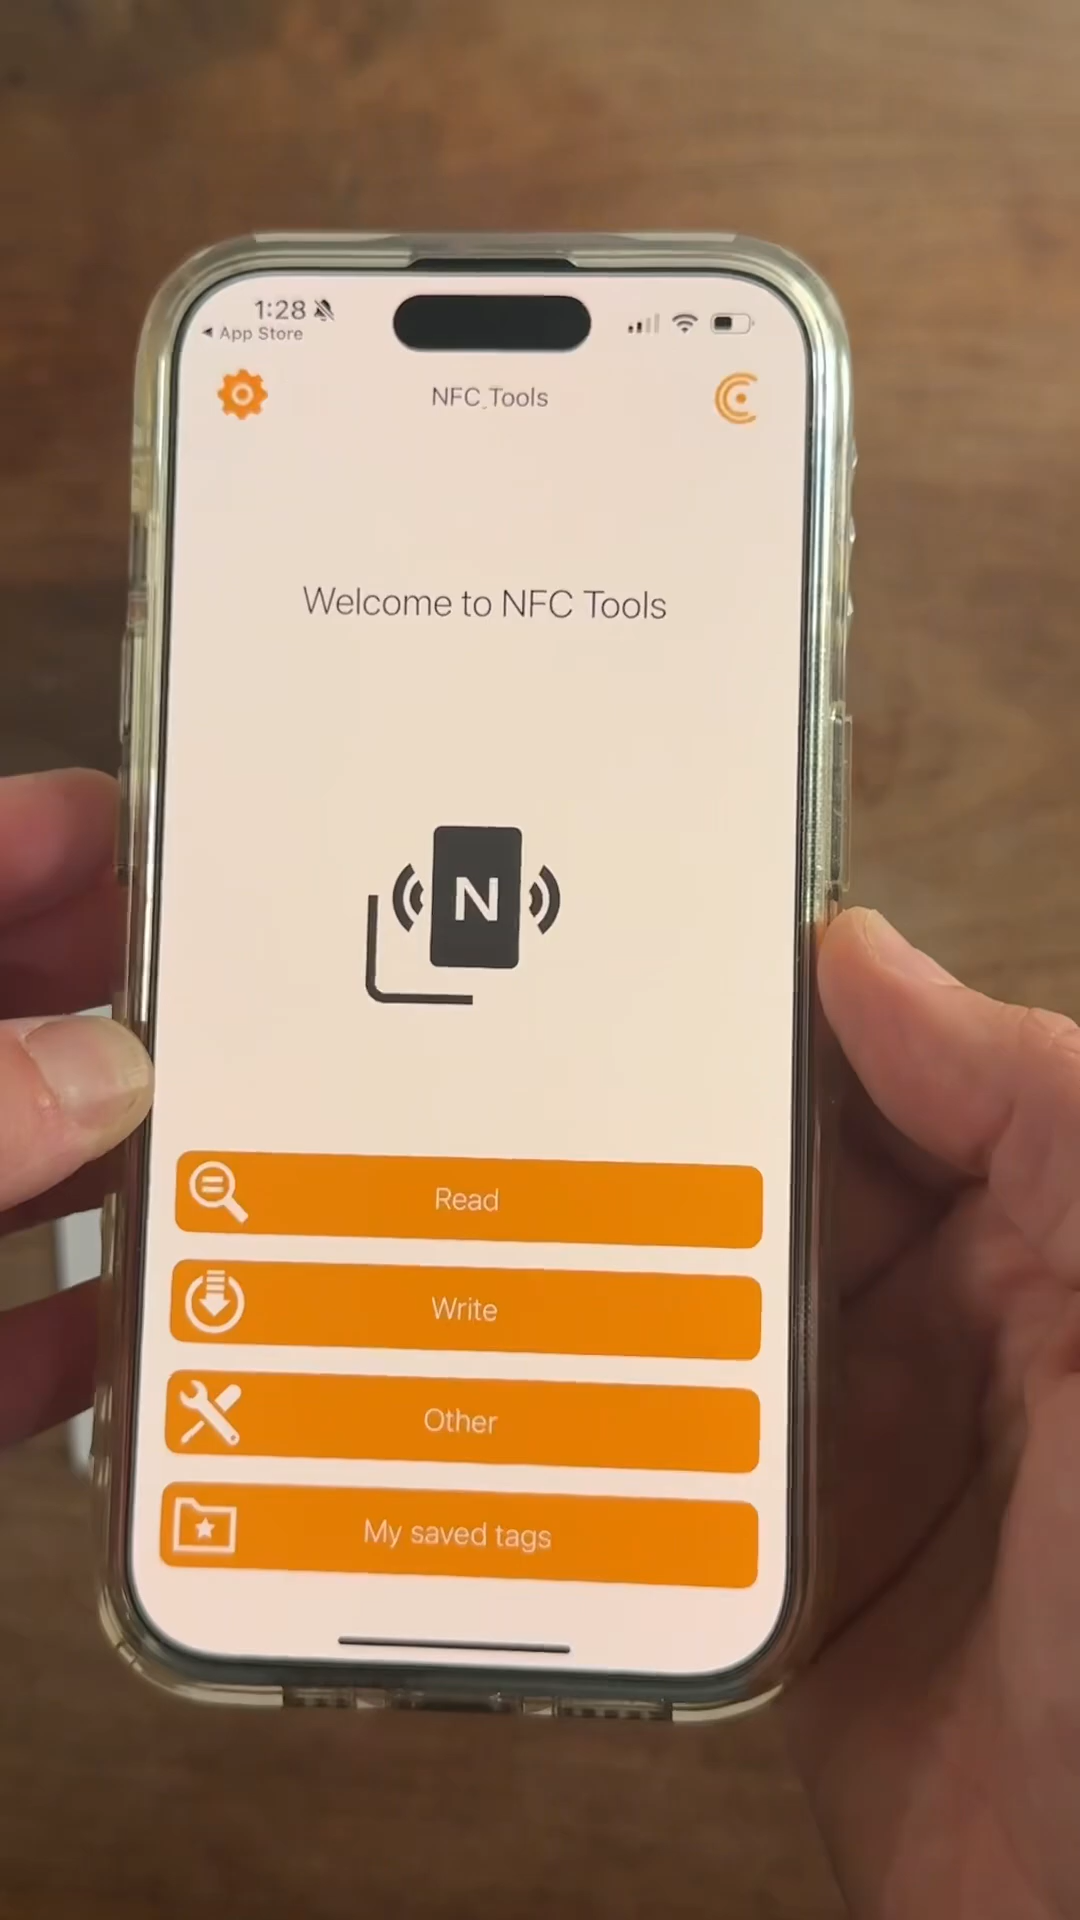 1:28
◀ App Store
NFC Tools
Welcome to NFC Tools
N
Read
Write
Other
My saved tags